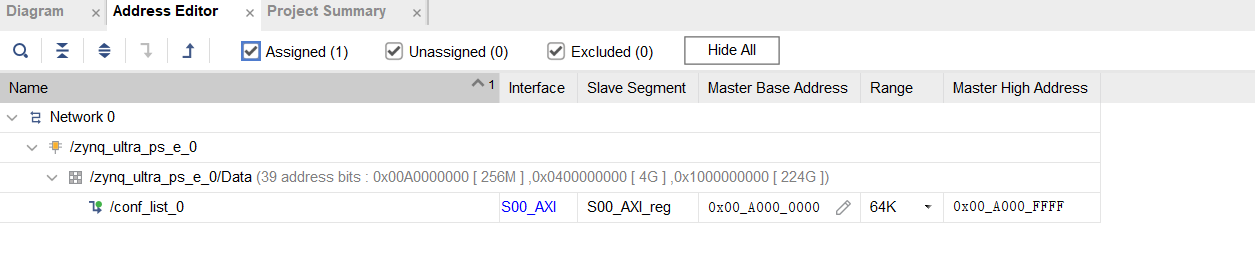 Diagram × Address Editor × Project Summary ×
Assigned (1) Unassigned (0) Excluded (0) Hide All
Name 1 Interface Slave Segment Master Base Address Range Master High Address
Network 0
/zynq_ultra_ps_e_0
/zynq_ultra_ps_e_0/Data (39 address bits : 0x00A0000000 [ 256M ] ,0x0400000000 [ 4G ] ,0x1000000000 [ 224G ])
/conf_list_0 S00_AXI S00_AXI_reg 0x00_A000_0000 64K 0x00_A000_FFFF